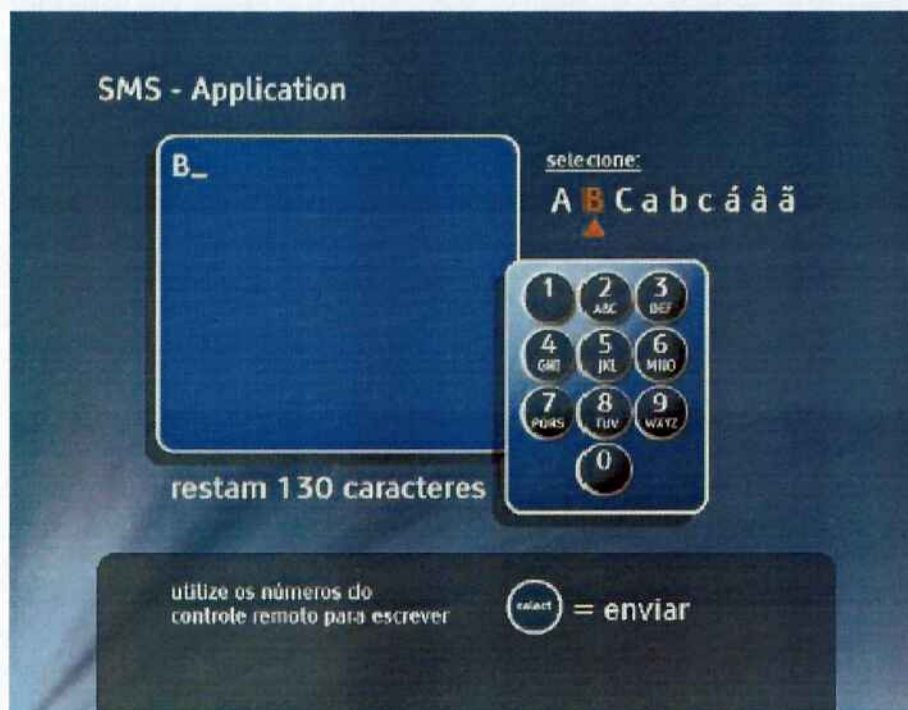 SMS - Application
B_
selecione:
A B C a b c á â ã
1 2 3
ABC DEF
4 5 6
GHI JKL MNO
7 8 9
PQRS TUV WXYZ
0
restam 130 caracteres
utilize os números do
controle remoto para escrever
select = enviar